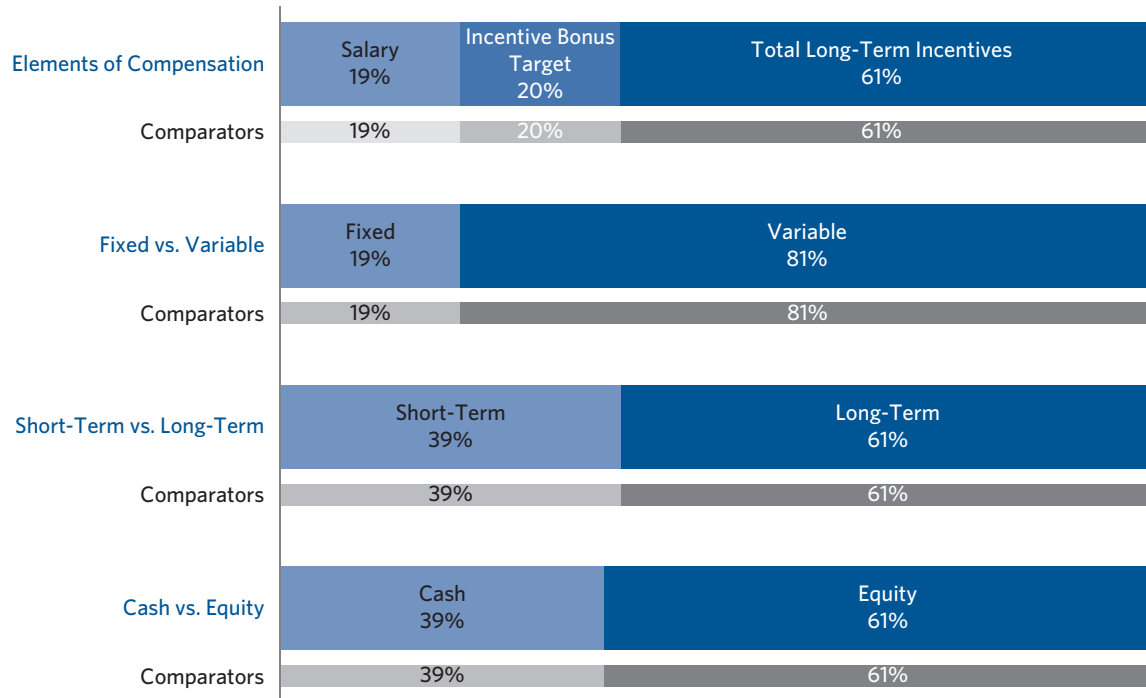 Elements of Compensation
Salary
19%
Incentive Bonus
Target
20%
Total Long-Term Incentives
61%
Comparators
19%
20%
61%
Fixed vs. Variable
Fixed
19%
Variable
81%
Comparators
19%
81%
Short-Term vs. Long-Term
Short-Term
39%
Long-Term
61%
Comparators
39%
61%
Cash vs. Equity
Cash
39%
Equity
61%
Comparators
39%
61%